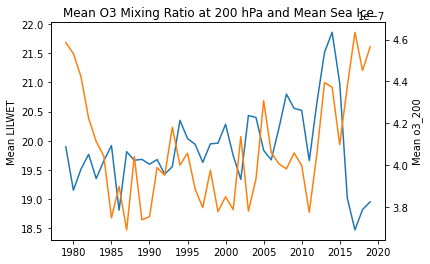 Mean O3 Mixing Ratio at 200 hPa and Mean Sea Ice
1e−7
22.0
21.5
21.0
20.5
20.0
19.5
19.0
18.5
Mean LILWET
4.6
4.4
4.2
4.0
3.8
Mean o3_200
1980 1985 1990 1995 2000 2005 2010 2015 2020